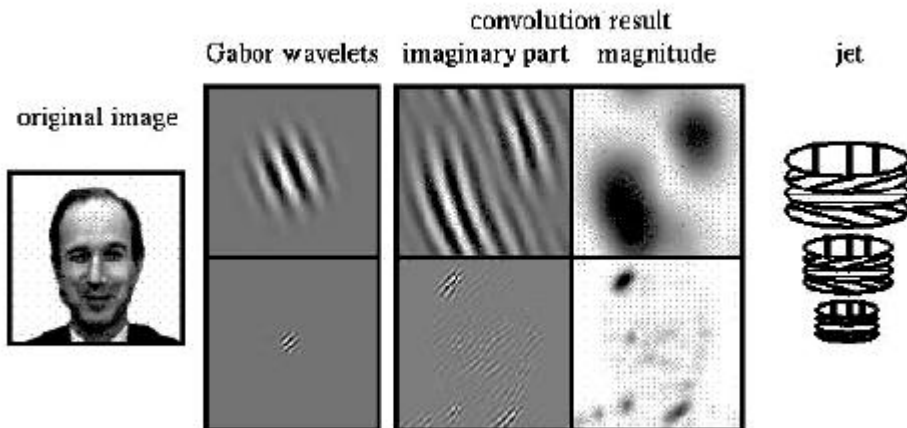 convolution result
Gabor wavelets imaginary part magnitude jet
original image